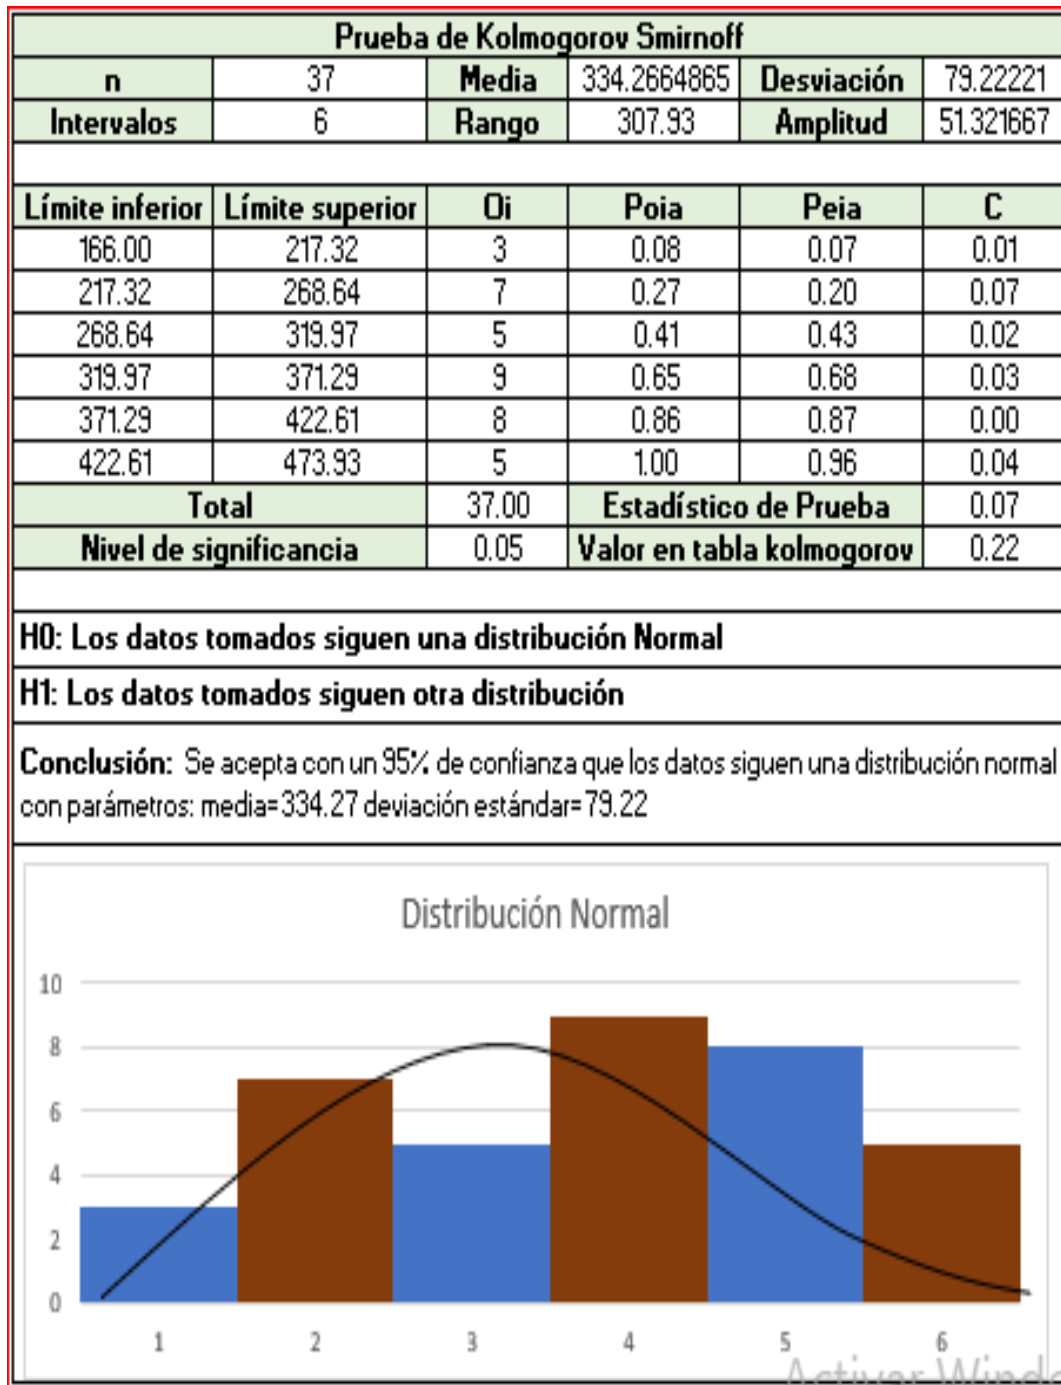 Prueba de Kolmogorov Smirnoff
n 37 Media 334.2664865 Desviación 79.22221
Intervalos 6 Rango 307.93 Amplitud 51.321667
Límite inferior Límite superior Oi Poia Peia C
166.00 217.32 3 0.08 0.07 0.01
217.32 268.64 7 0.27 0.20 0.07
268.64 319.97 5 0.41 0.43 0.02
319.97 371.29 9 0.65 0.68 0.03
371.29 422.61 8 0.86 0.87 0.00
422.61 473.93 5 1.00 0.96 0.04
Total 37.00 Estadístico de Prueba 0.07
Nivel de significancia 0.05 Valor en tabla kolmogorov 0.22
H0: Los datos tomados siguen una distribución Normal
H1: Los datos tomados siguen otra distribución
Conclusión: Se acepta con un 95% de confianza que los datos siguen una distribución normal
con parámetros: media=334.27 deviación estándar=79.22
Distribución Normal
10
8
6
4
2
0
1 2 3 4 5 6
Activar Windo